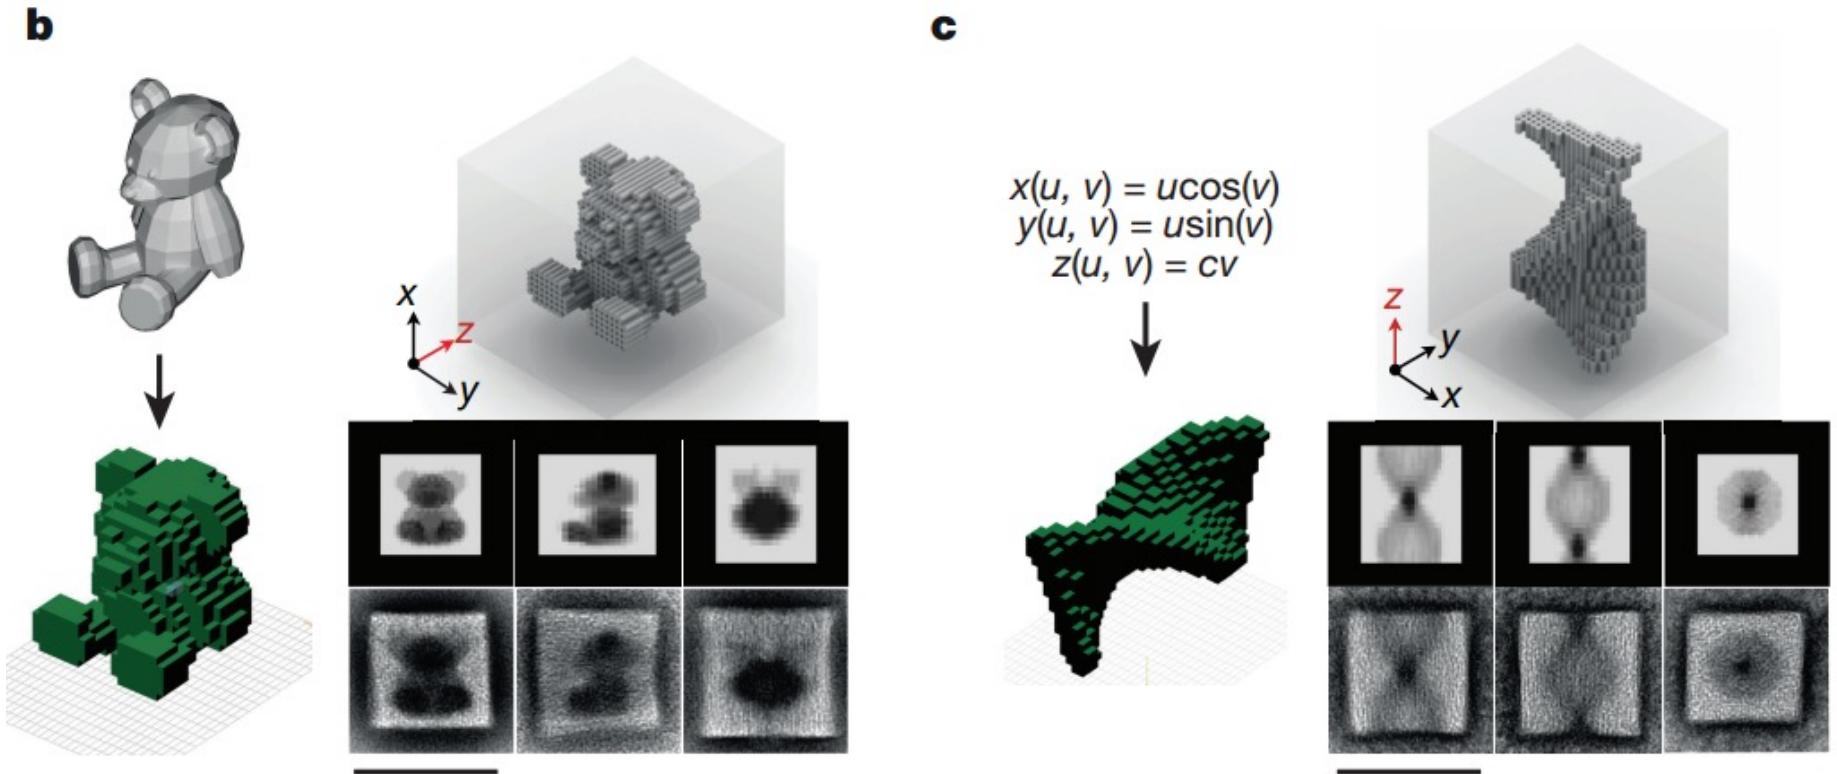 b
c
x
z
y
x(u, v) = ucos(v)
y(u, v) = usin(v)
z(u, v) = cv
z
y
x